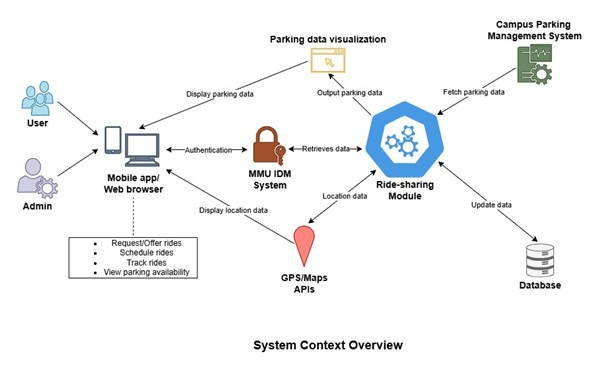 Parking data visualization
Campus Parking
Management System
Display parking data
Output parking data
Fetch parking data
User
Authentication
Retrieves data
Mobile app/
Web browser
MMU IDM
System
Ride-sharing
Module
Admin
Display location data
Location data
Update data
• Request/Offer rides
• Schedule rides
• Track rides
• View parking availability
GPS/Maps
APIs
Database
System Context Overview